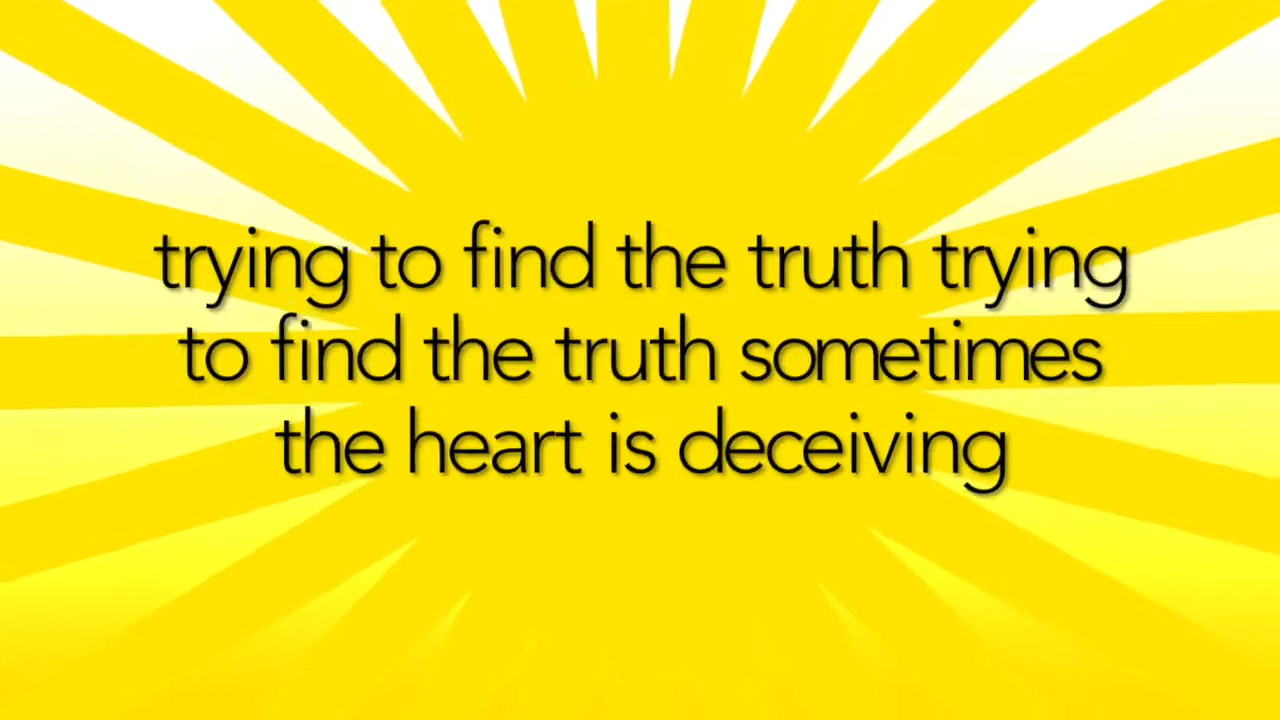 trying to find the truth trying
to find the truth sometimes
the heart is deceiving